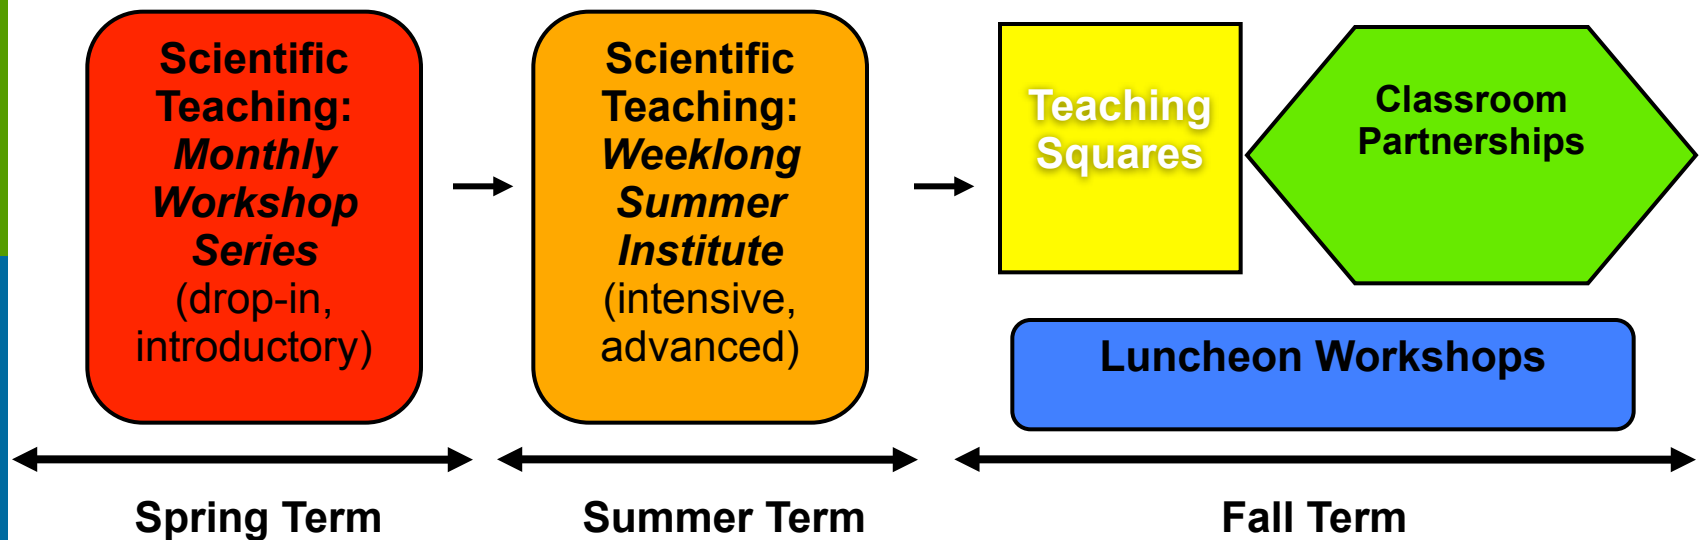 Scientific
Teaching:
Monthly
Workshop
Series
(drop-in,
introductory)
Scientific
Teaching:
Weeklong
Summer
Institute
(intensive,
advanced)
Teaching
Squares
Classroom
Partnerships
Luncheon Workshops
Spring Term
Summer Term
Fall Term